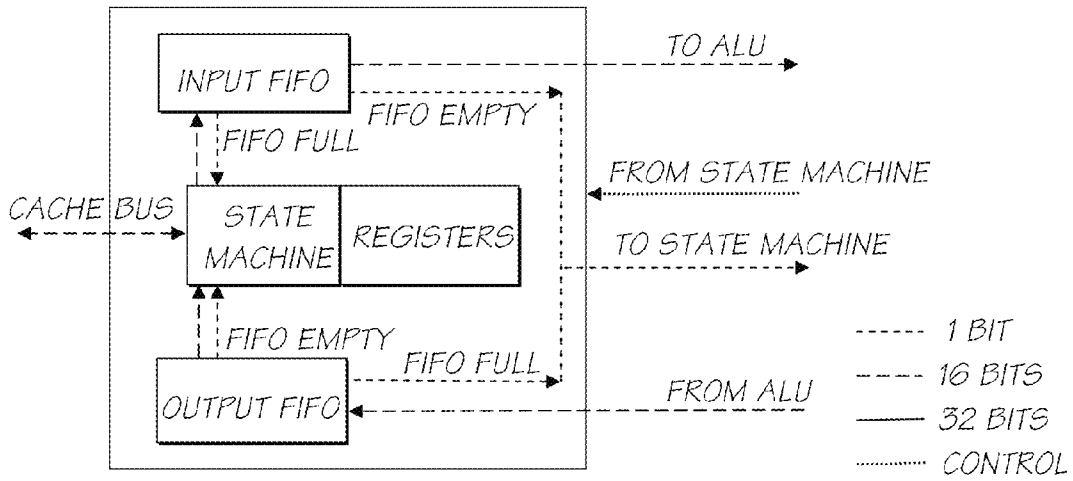 TO ALU
INPUT FIFO
FIFO EMPTY
FIFO FULL
FROM STATE MACHINE
CACHE BUS
STATE
MACHINE
REGISTERS
TO STATE MACHINE
FIFO EMPTY
FIFO FULL
OUTPUT FIFO
FROM ALU
1 BIT
16 BITS
32 BITS
CONTROL